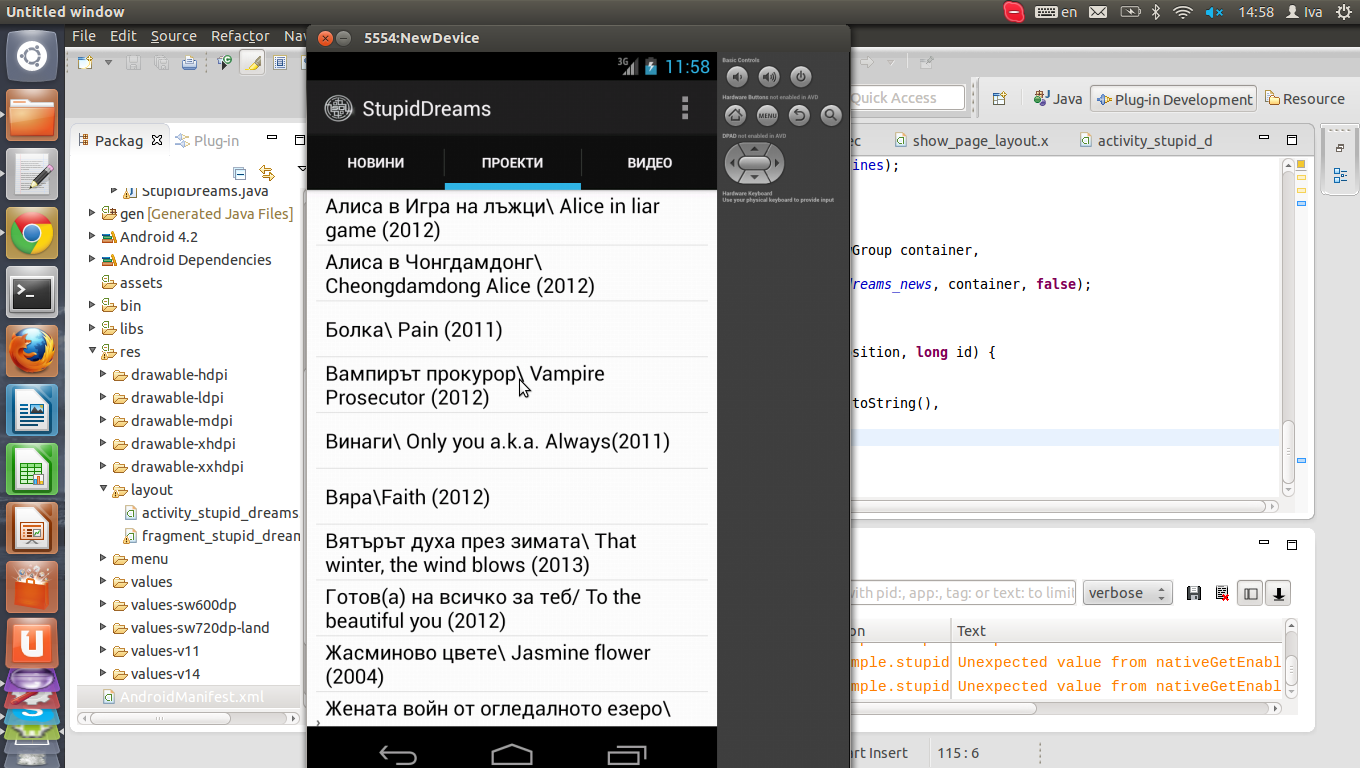 Untitled window
en
14:58
Iva
File Edit Source Refactor Nav
5554:NewDevice
Quick Access
Java
Plug-in Development
Resource
Packag
Plug-in
StupidDreams.java
gen [Generated Java Files]
Android 4.2
Android Dependencies
assets
bin
libs
res
drawable-hdpi
drawable-ldpi
drawable-mdpi
drawable-xhdpi
drawable-xxhdpi
layout
activity_stupid_dreams
fragment_stupid_drean
menu
values
values-sw600dp
values-sw720dp-land
values-v11
values-v14
AndroidManifest.xml
3G
11:58
StupidDreams
НОВИНИ
ПРОЕКТИ
ВИДЕО
Алиса в Игра на лъжци\ Alice in liar
game (2012)
Алиса в Чонгдамдонг\
Cheongdamdong Alice (2012)
Болка\ Pain (2011)
Вампирът прокурор\ Vampire
Prosecutor (2012)
Винаги\ Only you a.k.a. Always(2011)
Вяра\Faith (2012)
Вятърът духа през зимата\ That
winter, the wind blows (2013)
Готов(а) на всичко за теб/ To the
beautiful you (2012)
Жасминово цвете\ Jasmine flower
(2004)
Жената войн от огледалното езеро\
Basic Controls
Hardware Buttons not enabled in AVD
MENU
DPAD not enabled in AVD
Hardware Keyboard
Use your physical keyboard to provide input
ec
show_page_layout.x
activity_stupid_d
ines);
wGroup container,
dreams_news, container, false);
sition, long id) {
toString(),
with pid:, app:, tag: or text: to limit
verbose
on
Text
mple.stupid
Unexpected value from nativeGetEnabl
mple.stupid
Unexpected value from nativeGetEnabl
art Insert
115 : 6